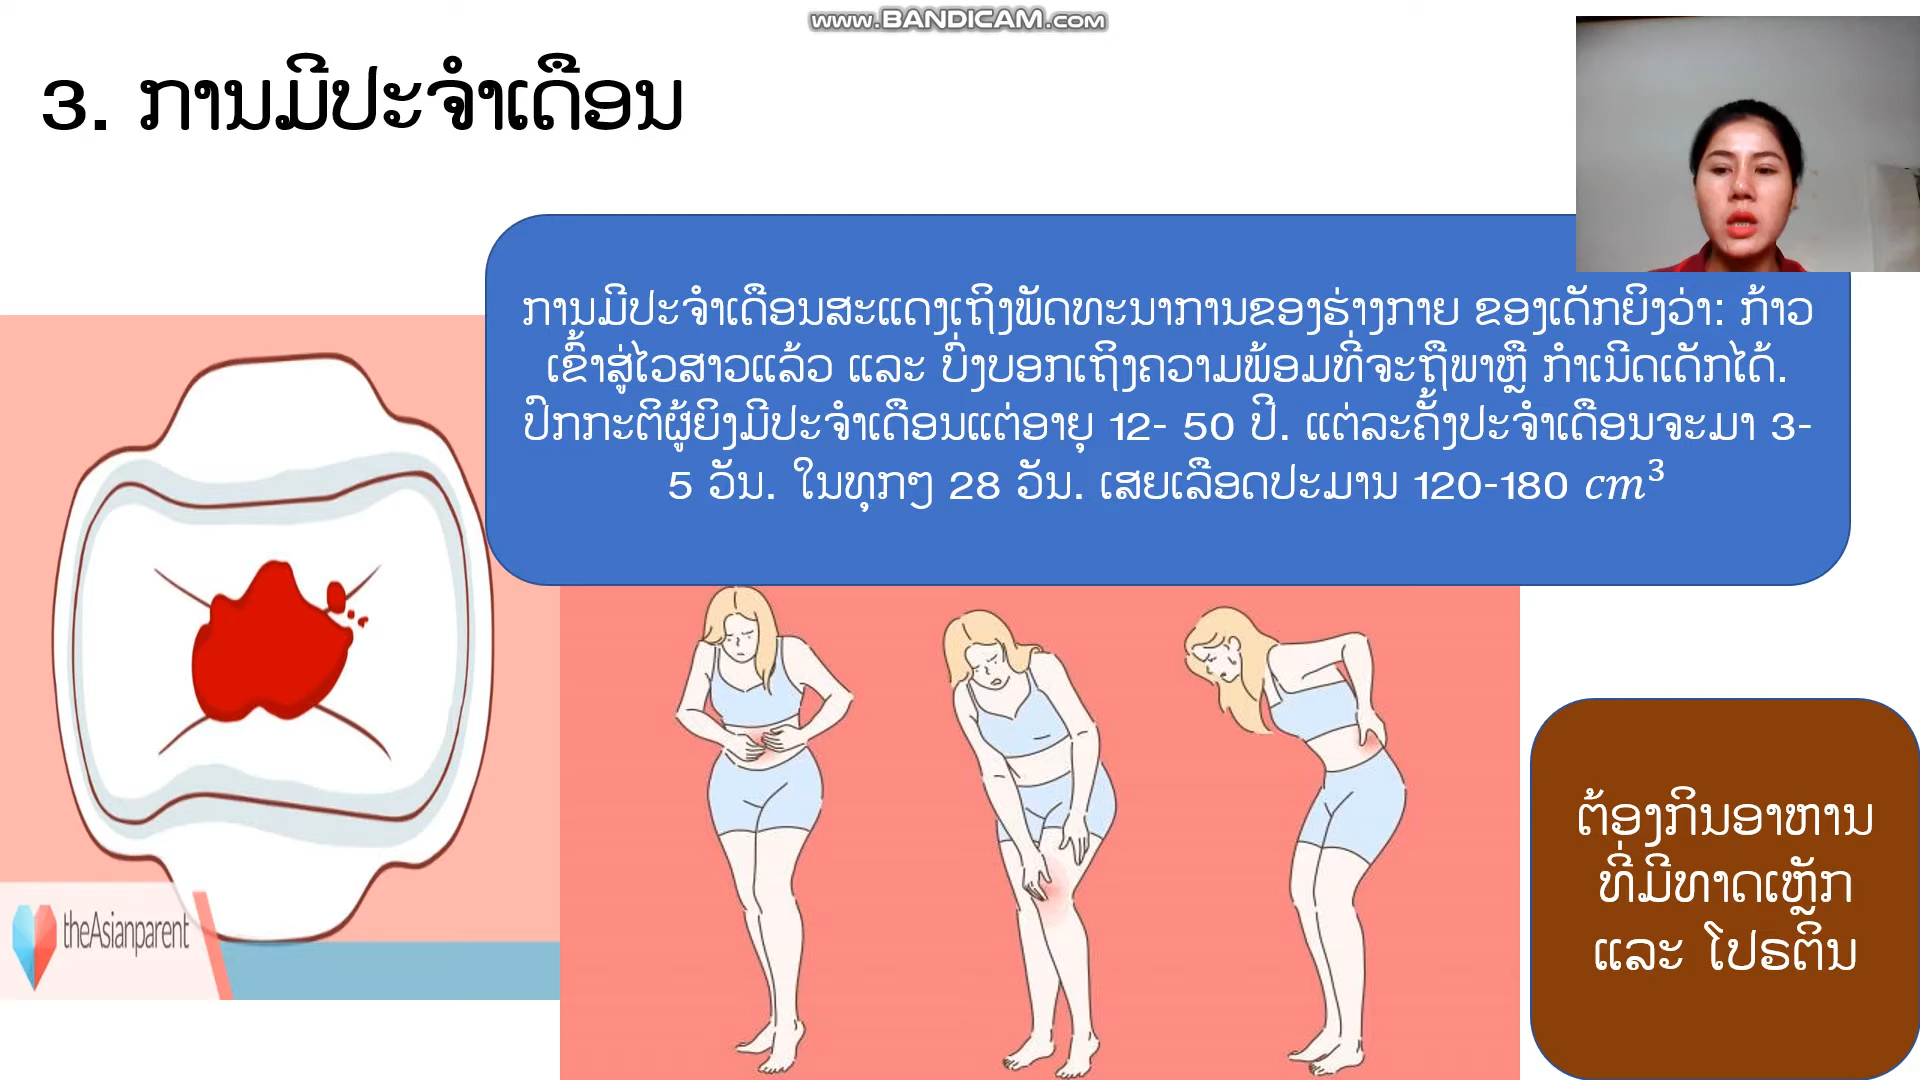 www.BANDICAM.com
3. ການມີປະຈຳເດືອນ
ການມີປະຈຳເດືອນສະແດງເຖິງພັດທະນາການຂອງຮ່າງກາຍ ຂອງເດັກຍິງວ່າ: ກ້າວ
ເຂົ້າສູ່ໄວສາວແລ້ວ ແລະ ບົ່ງບອກເຖິງຄວາມພ້ອມທີ່ຈະຖືພາຫຼື ກຳເນີດເດັກໄດ້.
ປົກກະຕິຜູ້ຍິງມີປະຈຳເດືອນແຕ່ອາຍຸ 12- 50 ປີ. ແຕ່ລະຄັ້ງປະຈຳເດືອນຈະມາ 3-
5 ວັນ. ໃນທຸກໆ 28 ວັນ. ເສຍເລືອດປະມານ 120-180 cm³
ຕ້ອງກິນອາຫານ
ທີ່ມີທາດເຫຼັກ
ແລະ ໂປຣຕິນ
theAsianparent